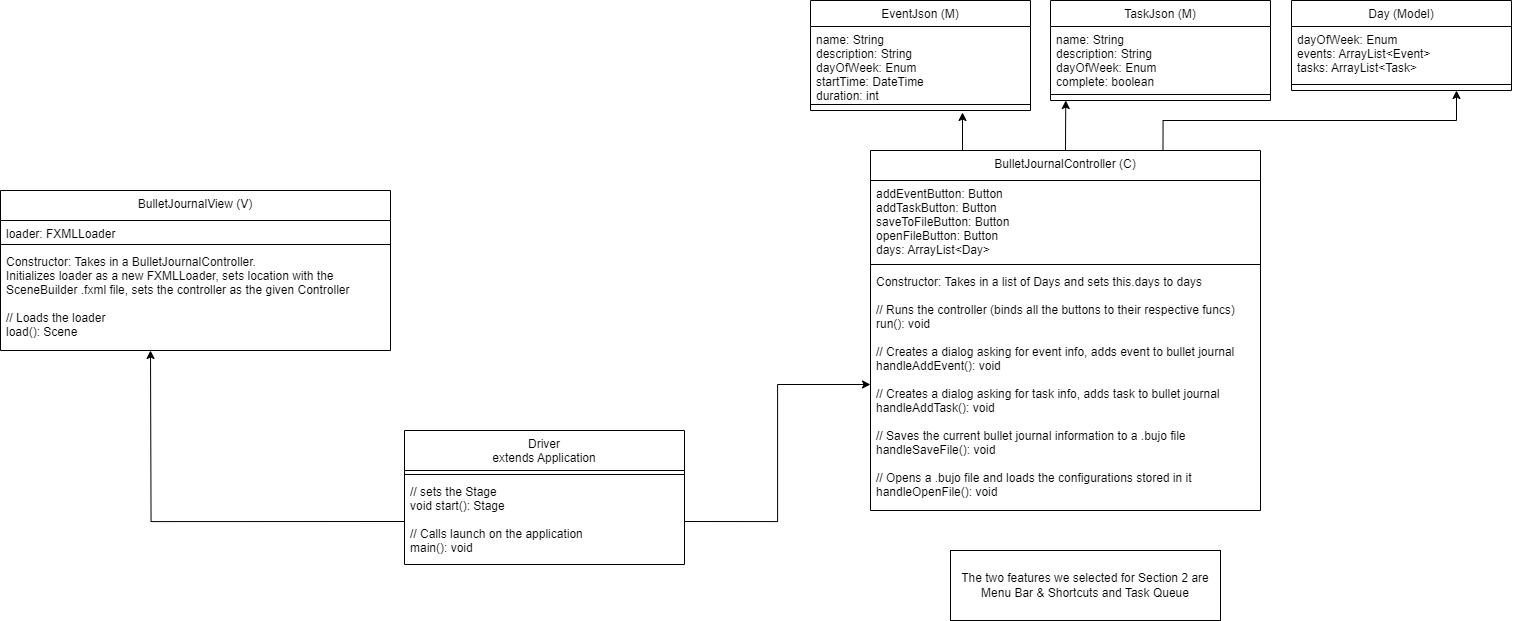 EventJson (M)
name: String
description: String
dayOfWeek: Enum
startTime: DateTime
duration: int
TaskJson (M)
name: String
description: String
dayOfWeek: Enum
complete: boolean
Day (Model)
dayOfWeek: Enum
events: ArrayList<Event>
tasks: ArrayList<Task>
BulletJournalController (C)
addEventButton: Button
addTaskButton: Button
saveToFileButton: Button
openFileButton: Button
days: ArrayList<Day>
Constructor: Takes in a list of Days and sets this.days to days
// Runs the controller (binds all the buttons to their respective funcs)
run(): void
// Creates a dialog asking for event info, adds event to bullet journal
handleAddEvent(): void
// Creates a dialog asking for task info, adds task to bullet journal
handleAddTask(): void
// Saves the current bullet journal information to a .bujo file
handleSaveFile(): void
// Opens a .bujo file and loads the configurations stored in it
handleOpenFile(): void
BulletJournalView (V)
loader: FXMLLoader
Constructor: Takes in a BulletJournalController.
Initializes loader as a new FXMLLoader, sets location with the
SceneBuilder .fxml file, sets the controller as the given Controller
// Loads the loader
load(): Scene
Driver
extends Application
// sets the Stage
void start(): Stage
// Calls launch on the application
main(): void
The two features we selected for Section 2 are
Menu Bar & Shortcuts and Task Queue